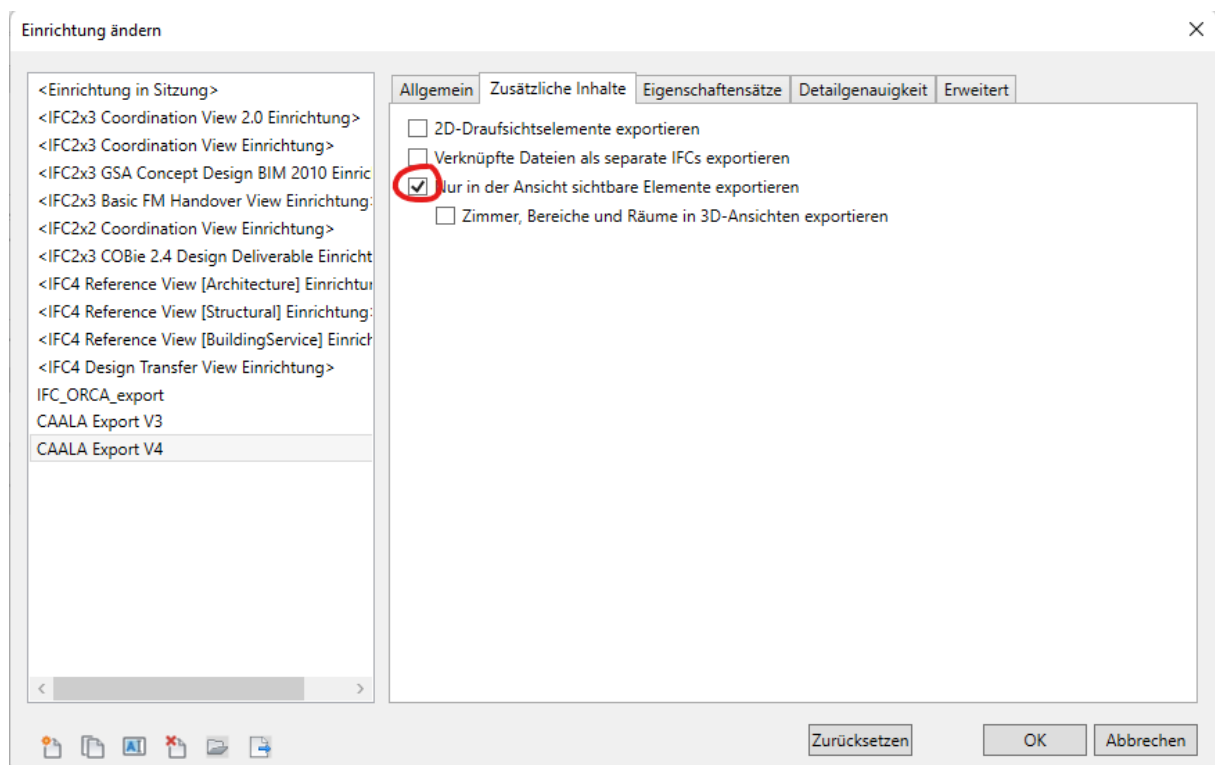 Einrichtung ändern
<Einrichtung in Sitzung>
<IFC2x3 Coordination View 2.0 Einrichtung>
<IFC2x3 Coordination View Einrichtung>
<IFC2x3 GSA Concept Design BIM 2010 Einric
<IFC2x3 Basic FM Handover View Einrichtung
<IFC2x2 Coordination View Einrichtung>
<IFC2x3 COBie 2.4 Design Deliverable Einricht
<IFC4 Reference View [Architecture] Einrichtu
<IFC4 Reference View [Structural] Einrichtung
<IFC4 Reference View [BuildingService] Einrich
<IFC4 Design Transfer View Einrichtung>
IFC_ORCA_export
CAALA Export V3
CAALA Export V4
Allgemein Zusätzliche Inhalte Eigenschaftensätze Detailgenauigkeit Erweitert
2D-Draufsichtselemente exportieren
Verknüpfte Dateien als separate IFCs exportieren
Nur in der Ansicht sichtbare Elemente exportieren
Zimmer, Bereiche und Räume in 3D-Ansichten exportieren
Zurücksetzen OK Abbrechen